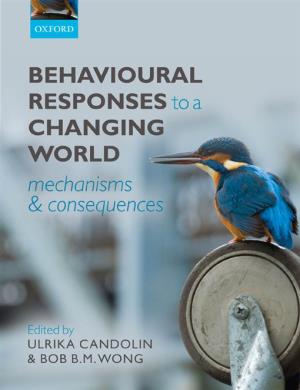 OXFORD
BEHAVIOURAL
RESPONSES to a
CHANGING
WORLD
mechanisms
& consequences
Edited by
ULRIKA CANDOLIN
& BOB B.M. WONG